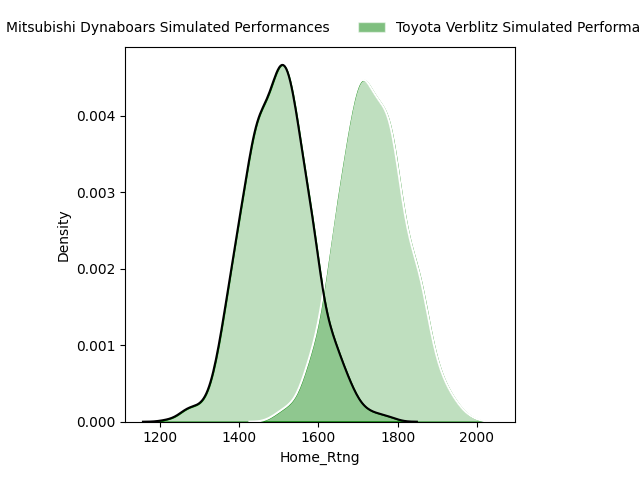 Mitsubishi Dynaboars Simulated Performances
Toyota Verblitz Simulated Performa
0.004
0.003
0.002
0.001
0.000
Density
1200 1400 1600 1800 2000
Home_Rtng